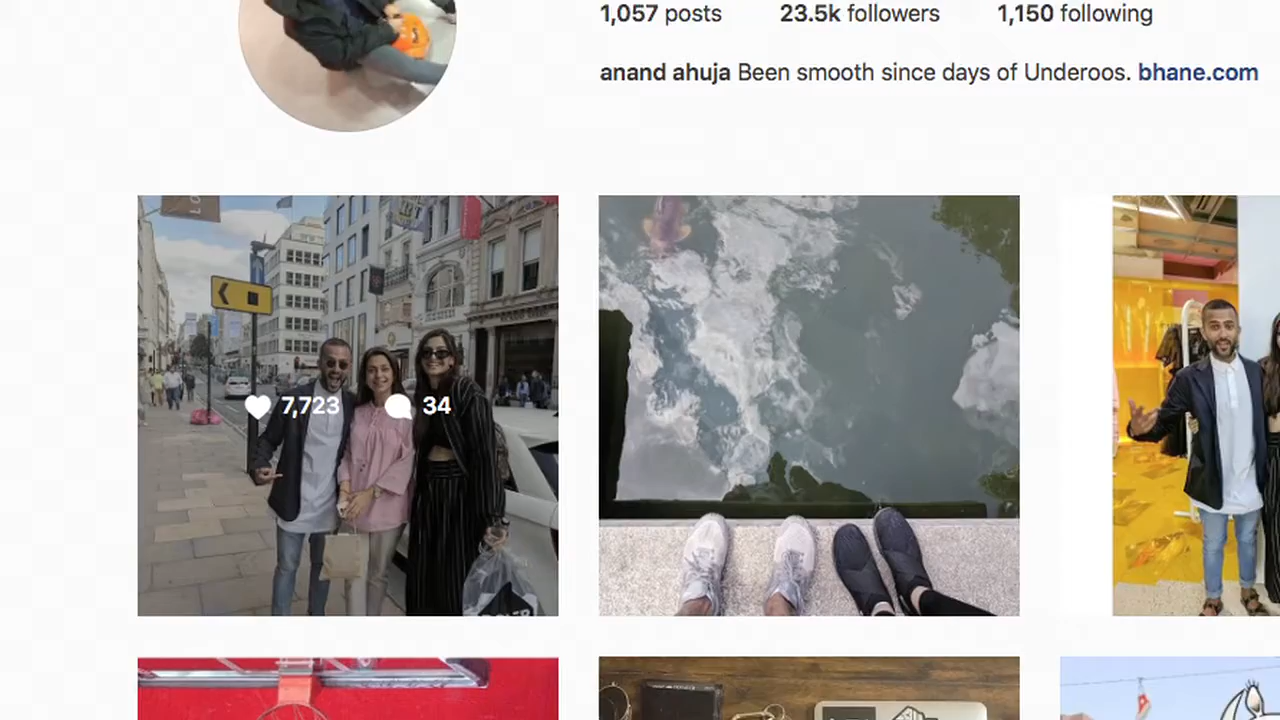 1,057 posts 23.5k followers 1,150 following
anand ahuja Been smooth since days of Underoos. bhane.com
7,723 34